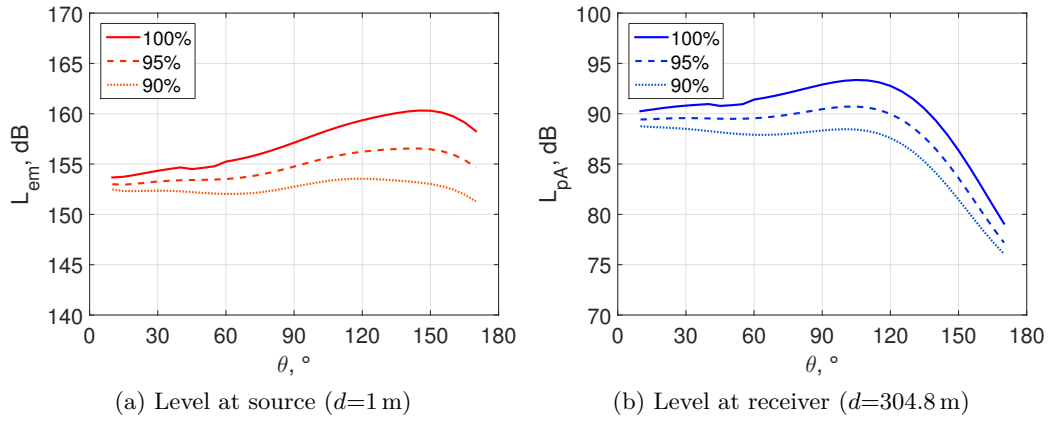 170
165
160
155
150
145
140
L_em, dB
100%
95%
90%
0 30 60 90 120 150 180
θ, °
(a) Level at source (d=1 m)
100
95
90
85
80
75
70
L_pA, dB
100%
95%
90%
0 30 60 90 120 150 180
θ, °
(b) Level at receiver (d=304.8 m)